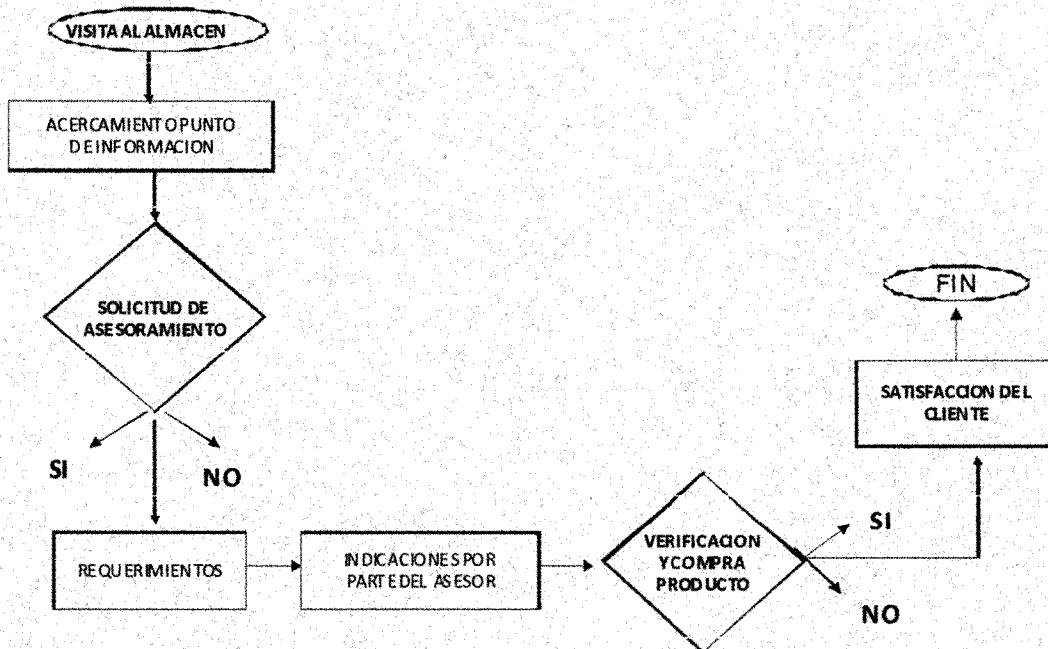 VISITA AL ALMACEN
ACERCAMIENTO PUNTO
DE INFORMACION
SOLICITUD DE
ASESORAMIENTO
SI
NO
REQUERIMIENTOS
INDICACIONES POR
PARTE DEL ASESOR
VERIFICACION
Y COMPRA
PRODUCTO
SI
NO
SATISFACCION DEL
CLIENTE
FIN